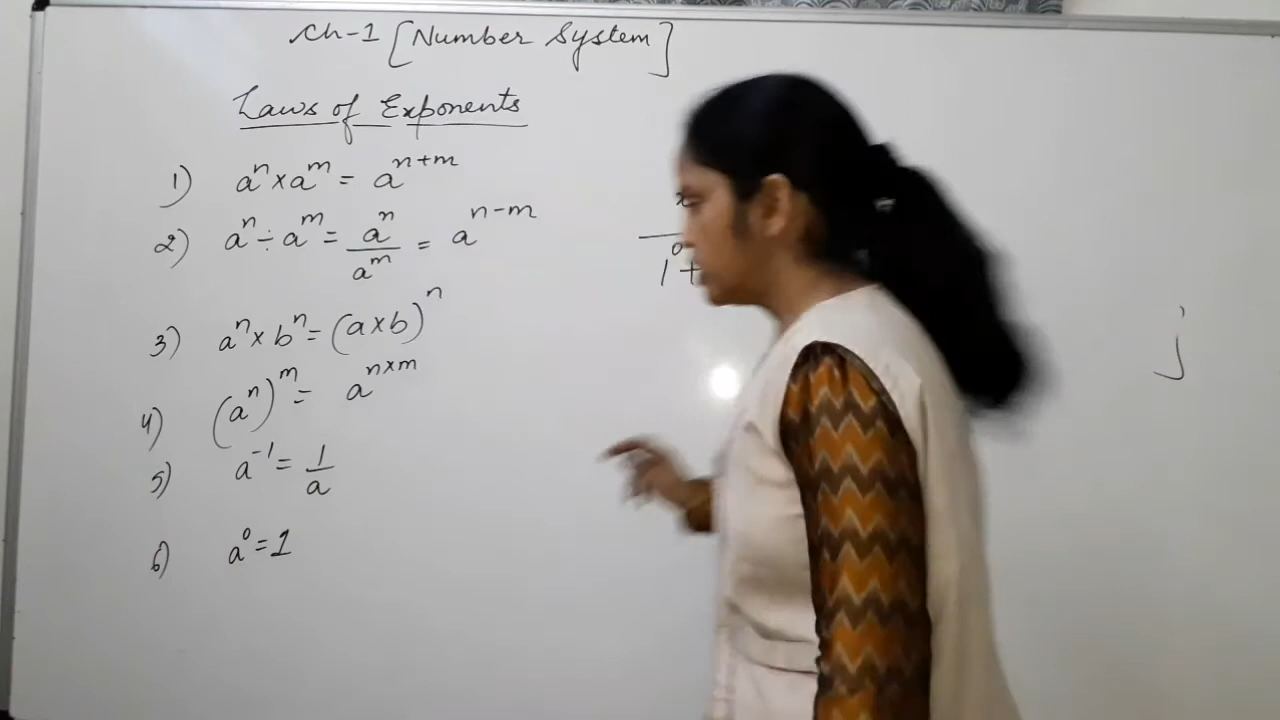 Ch-1 [Number System]
Laws of Exponents
1) aⁿ × aᵐ = aⁿ⁺ᵐ
2) aⁿ ÷ aᵐ = aⁿ/aᵐ = aⁿ⁻ᵐ
3) aⁿ × bⁿ = (a×b)ⁿ
4) (aⁿ)ᵐ = aⁿˣᵐ
5) a⁻¹ = 1/a
6) a⁰ = 1